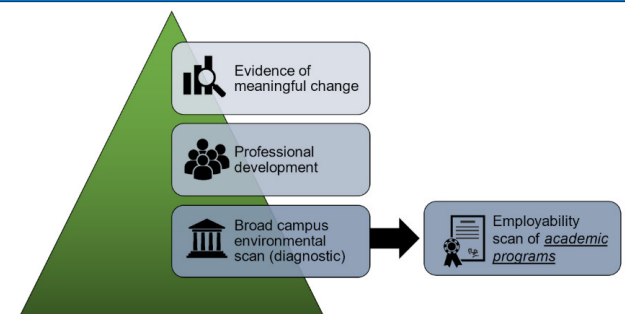 Evidence of
meaningful change
Professional
development
Broad campus
environmental
scan (diagnostic)
Employability
scan of academic
programs